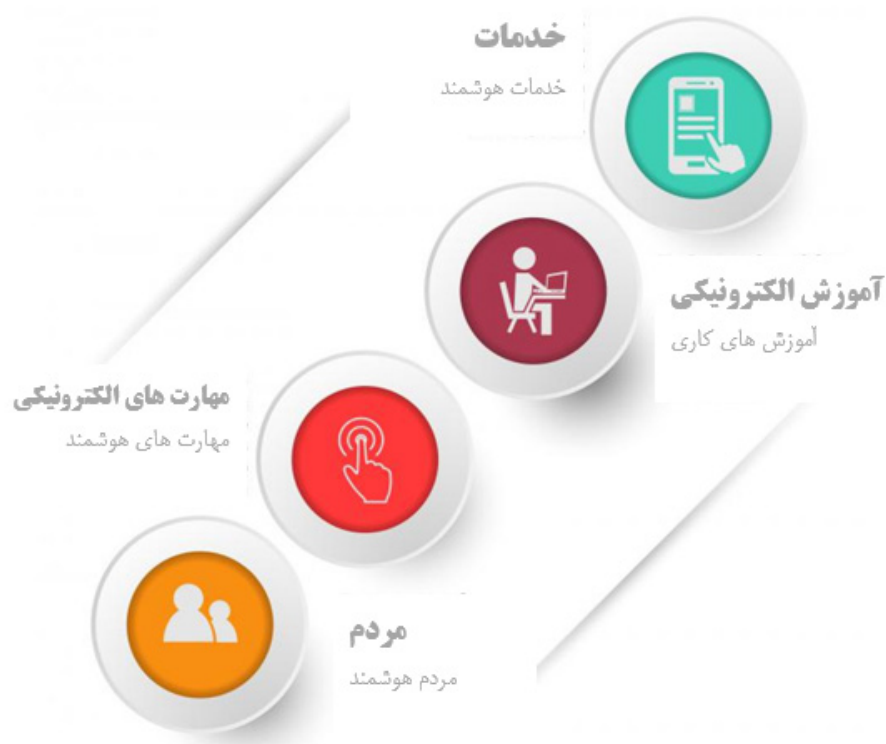 خدمات
خدمات هوشمند
آموزش الکترونیکی
آموزش های کاری
مهارت های الکترونیکی
مهارت های هوشمند
مردم
مردم هوشمند